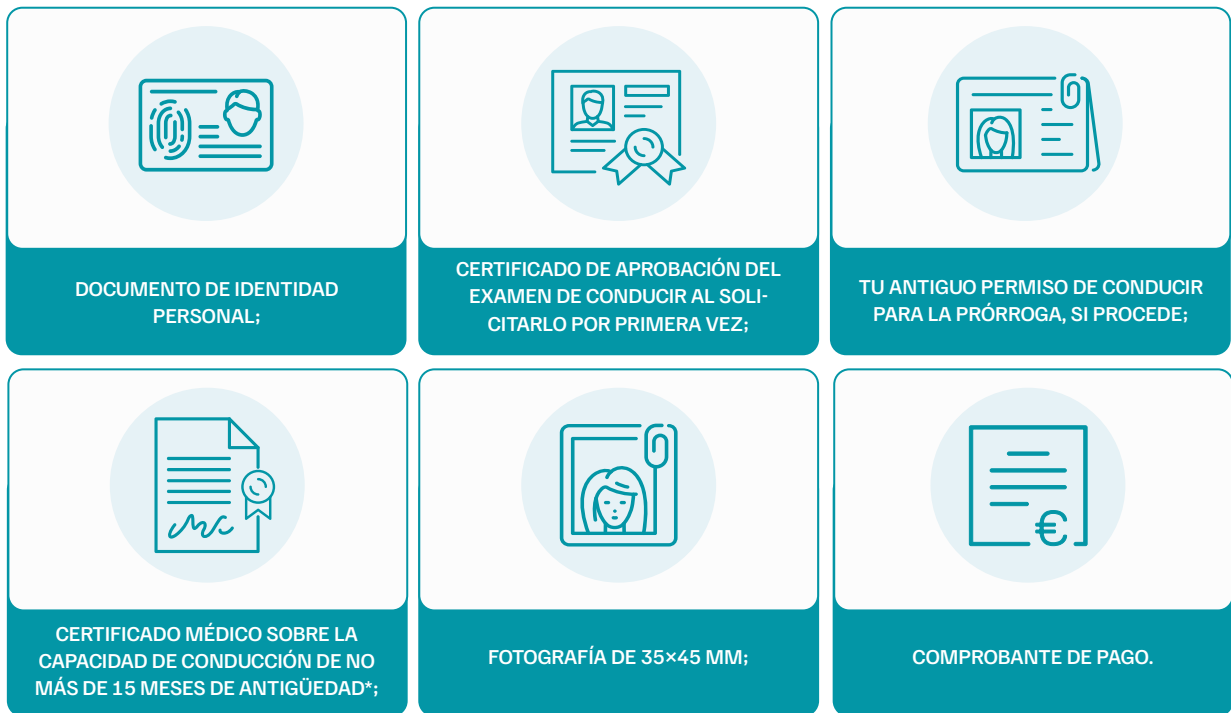 DOCUMENTO DE IDENTIDAD
PERSONAL;
CERTIFICADO DE APROBACIÓN DEL
EXAMEN DE CONDUCIR AL SOLI-
CITARLO POR PRIMERA VEZ;
TU ANTIGUO PERMISO DE CONDUCIR
PARA LA PRÓRROGA, SI PROCEDE;
CERTIFICADO MÉDICO SOBRE LA
CAPACIDAD DE CONDUCCIÓN DE NO
MÁS DE 15 MESES DE ANTIGÜEDAD*;
FOTOGRAFÍA DE 35×45 MM;
€
COMPROBANTE DE PAGO.